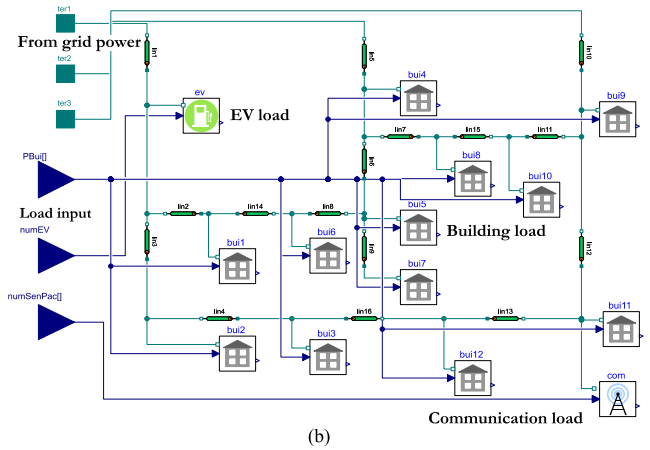 ter1
From grid power
lin1
lin5
lin10
ter2
bui4
ev
bui9
ter3
EV load
lin7
lin15
lin11
PBui[]
lin6
bui8
bui10
Load input
lin2
lin14
lin8
bui5
Building load
numEV
lin3
bui1
bui6
lin9
lin12
bui7
numSenPac[]
lin4
lin16
lin13
bui11
bui2
bui3
bui12
com
Communication load
(b)